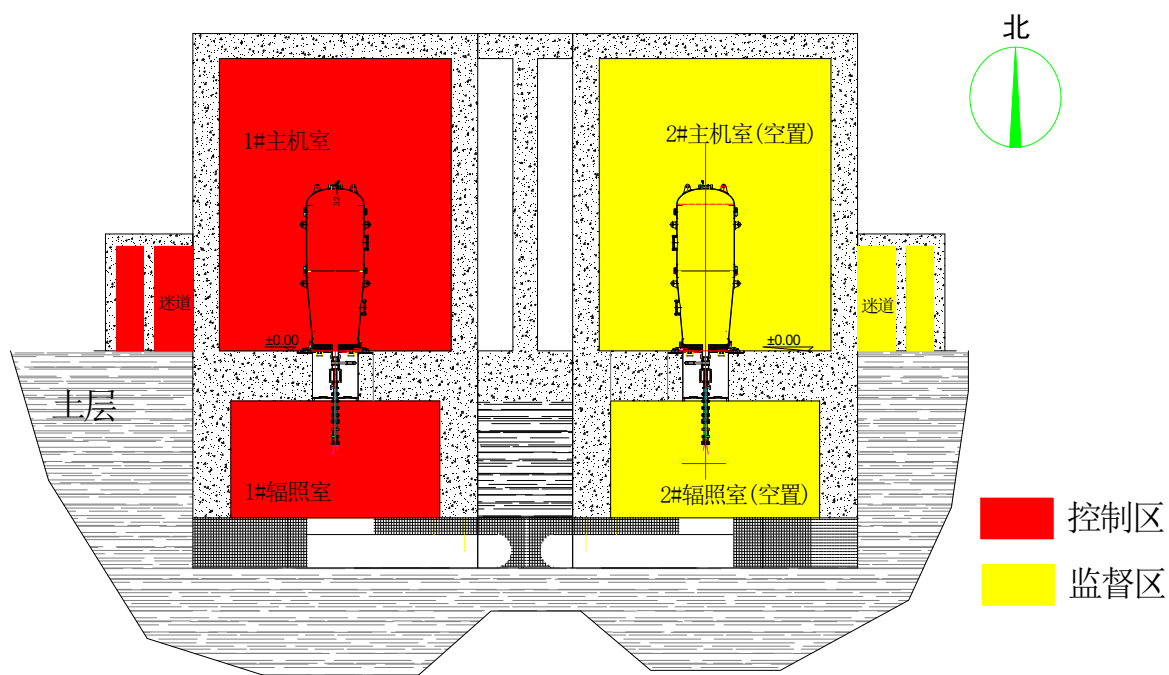 北
1#主机室
2#主机室(空置)
32
迷道
迷道
±0.00
±0.00
土层
1#辐照室
2#辐照室(空置)
控制区
监督区